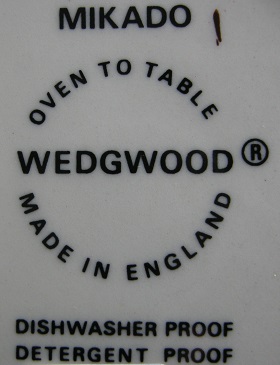 MIKADO
OVEN TO TABLE
WEDGWOOD®
MADE IN ENGLAND
DISHWASHER PROOF
DETERGENT PROOF